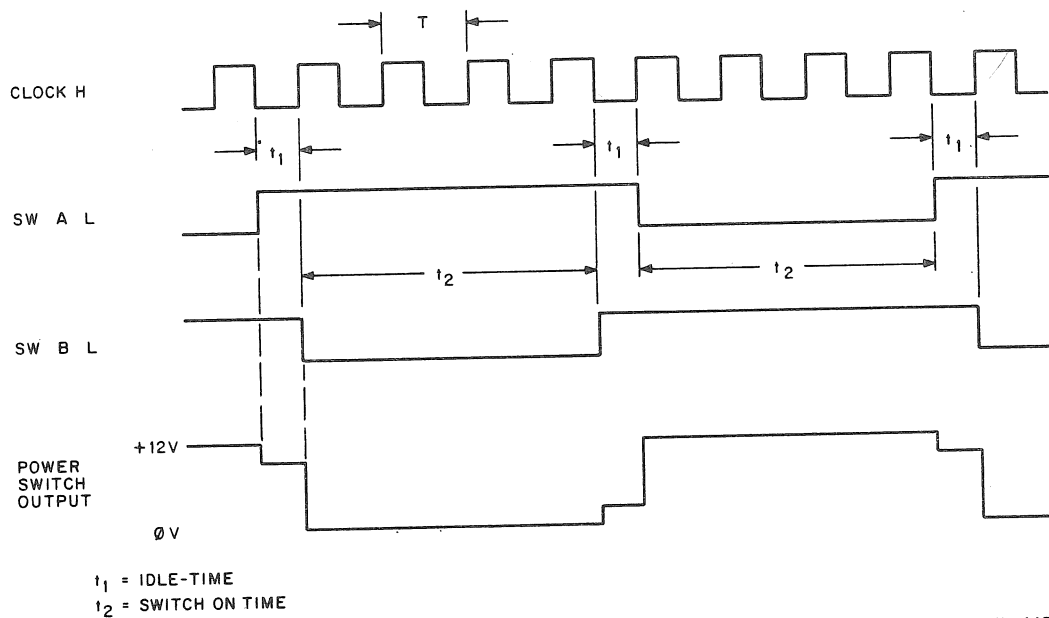 T
CLOCK H
t1
t1
t1
SW A L
t2
t2
SW B L
+12V
POWER
SWITCH
OUTPUT
ØV
t1 = IDLE-TIME
t2 = SWITCH ON TIME